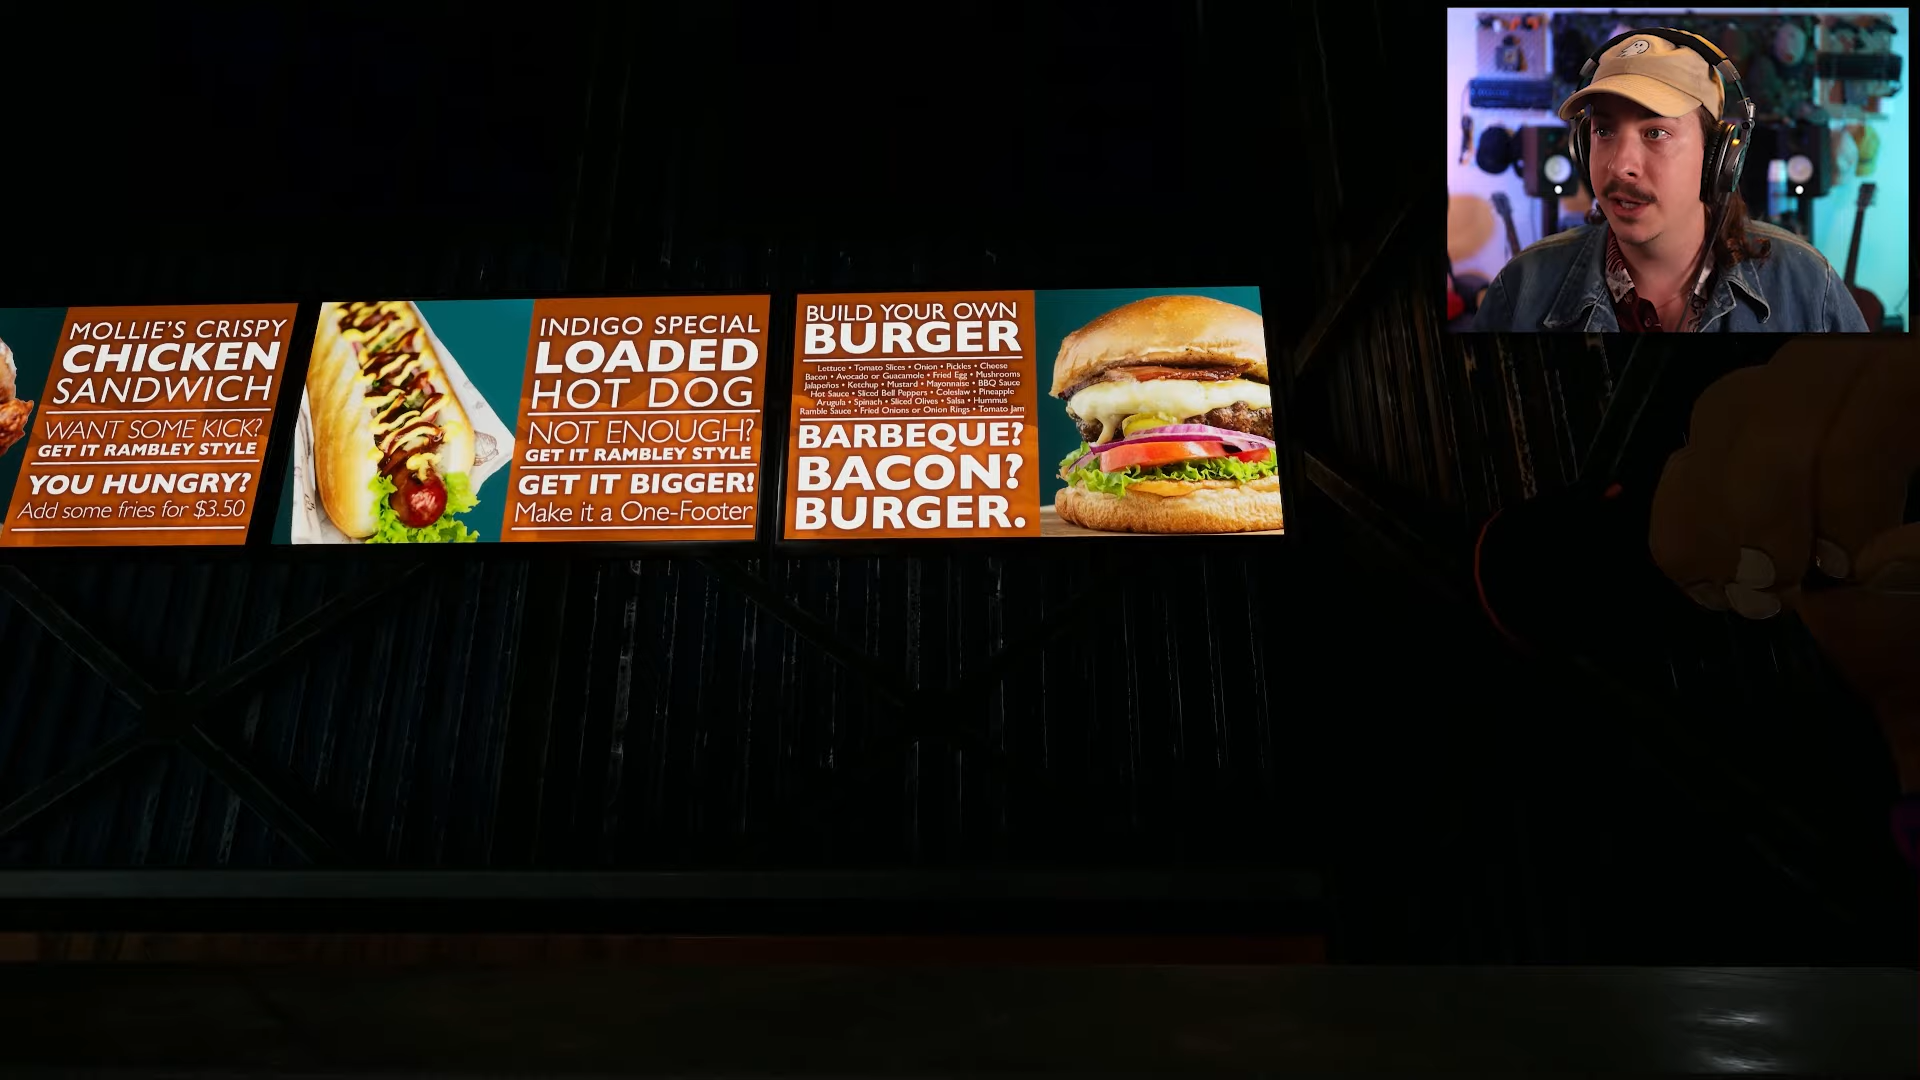 MOLLIE'S CRISPY
CHICKEN
SANDWICH
WANT SOME KICK?
GET IT RAMBLEY STYLE
YOU HUNGRY?
Add some fries for $3.50
INDIGO SPECIAL
LOADED
HOT DOG
NOT ENOUGH?
GET IT RAMBLEY STYLE
GET IT BIGGER!
Make it a One-Footer
BUILD YOUR OWN
BURGER
Lettuce • Tomato Slices • Onion • Pickles • Cheese
Bacon • Avocado or Guacamole • Fried Egg • Mushrooms
Jalapeños • Ketchup • Mustard • Mayonnaise • BBQ Sauce
Hot Sauce • Sliced Bell Peppers • Coleslaw • Pineapple
Arugula • Spinach • Sliced Olives • Salsa • Hummus
Ramble Sauce • Fried Onions or Onion Rings • Tomato Jam
BARBEQUE?
BACON?
BURGER.